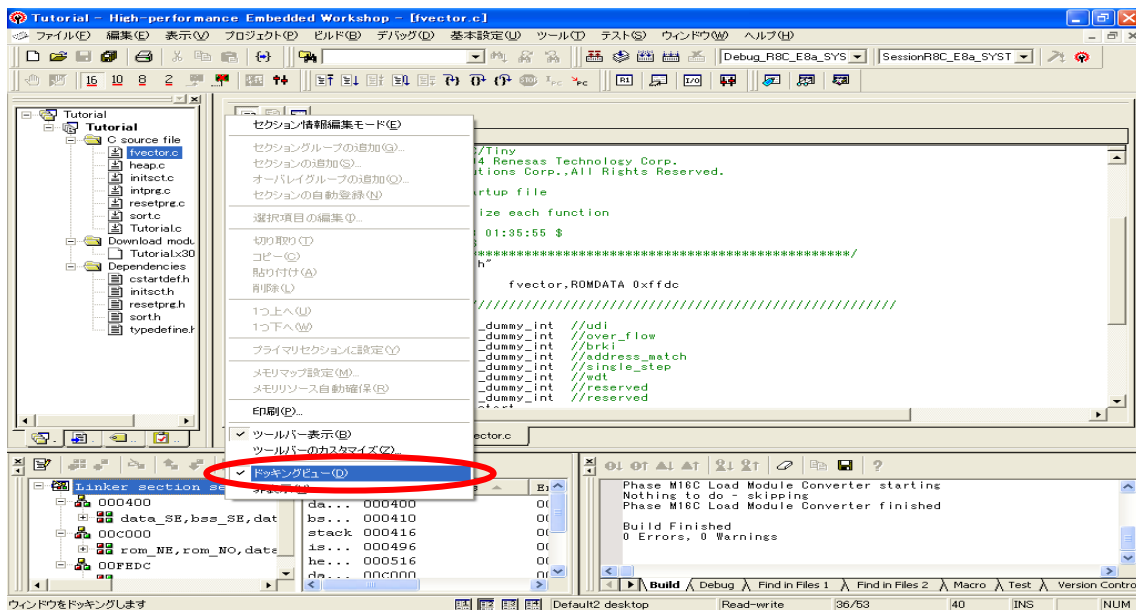 Tutorial - High-performance Embedded Workshop - [fvector.c]
ファイル(F) 編集(E) 表示(V) プロジェクト(P) ビルド(B) デバッグ(D) 基本設定(U) ツール(T) テスト(S) ウィンドウ(W) ヘルプ(H)
Debug_R8C_E8a_SYS
SessionR8C_E8a_SYST
16 10 8 2
Tutorial
Tutorial
C source file
fvector.c
heap.c
initsct.c
intprg.c
resetprg.c
sort.c
Tutorial.c
Download modu
Tutorial.x30
Dependencies
cstartdef.h
initsct.h
resetprg.h
sort.h
typedefine.h
セクション情報編集モード(E)
セクショングループの追加(G)...
セクションの追加(S)...
オーバレイグループの追加(O)...
セクションの自動登録(N)
選択項目の編集(I)...
切り取り(T)
コピー(C)
貼り付け(A)
削除(L)
1つ上へ(U)
1つ下へ(W)
プライマリセクションに設定(Y)
メモリマップ設定(M)...
メモリリソース自動確保(R)
印刷(P)...
ツールバー表示(B)
ツールバーのカスタマイズ(Z)...
ドッキングビュー(D)
/Tiny
4 Renesas Technology Corp.
utions Corp.,All Rights Reserved.
artup file
ize each function
01:35:55 $
****************************************************/
h"
fvector,ROMDATA 0xffdc
//////////////////////////////////////////////////////////
_dummy_int //udi
_dummy_int //over_flow
_dummy_int //brki
_dummy_int //address_match
_dummy_int //single_step
_dummy_int //wdt
_dummy_int //reserved
_dummy_int //reserved
ector.c
Linker section se
000400
data_SE,bss_SE,dat
00C000
rom_NE,rom_NO,data
00FEDC
da... 000400
bs... 000410
stack 000416
is... 000496
he... 000516
da... 00C000
Phase M16C Load Module Converter starting
Nothing to do - skipping
Phase M16C Load Module Converter finished
Build Finished
0 Errors, 0 Warnings
Build Debug Find in Files 1 Find in Files 2 Macro Test Version Contro
ウィンドウをドッキングします Default2 desktop Read-write 36/53 40 INS NUM